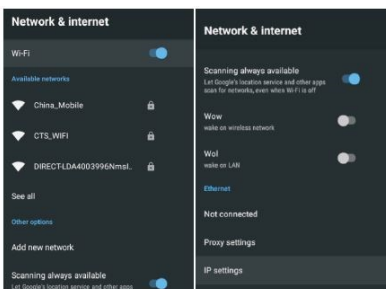 Network & internet
Wi-Fi
Available networks
China_Mobile
CTS_WIFI
DIRECT-LDA4003996Nmsl..
See all
Other options
Add new network
Scanning always available
Let Google's location service and other apps
Network & internet
Scanning always available
Let Google's location service and other apps
scan for networks, even when Wi-Fi is off
Wow
wake on wireless network
Wol
wake on LAN
Ethernet
Not connected
Proxy settings
IP settings